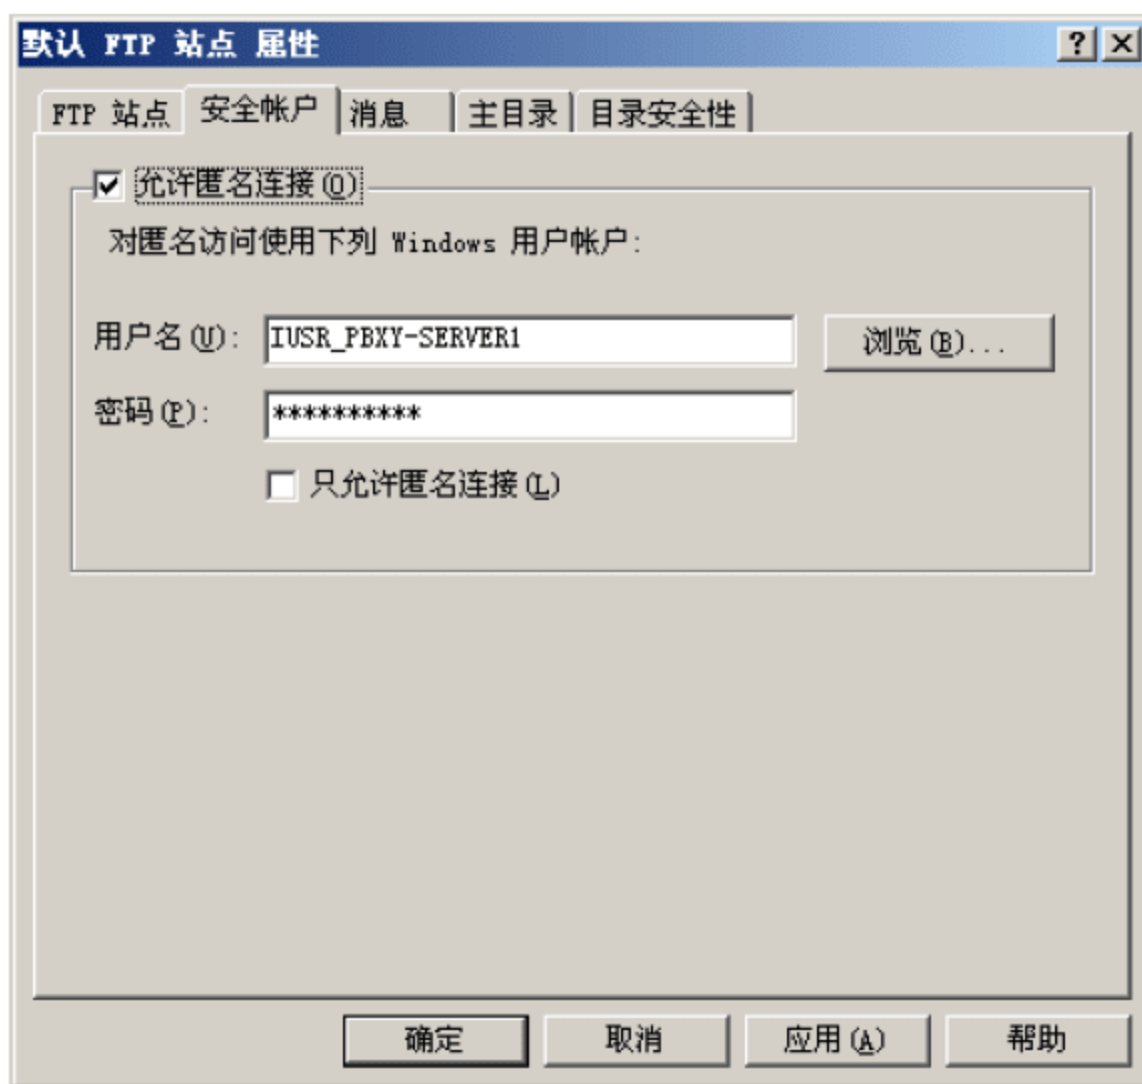 默认 FTP 站点 属性
FTP 站点 安全帐户 消息 主目录 目录安全性
允许匿名连接(O)
对匿名访问使用下列 Windows 用户帐户:
用户名(U): IUSR_PBXY-SERVER1 浏览(B)...
密码(P): **********
只允许匿名连接(L)
确定 取消 应用(A) 帮助